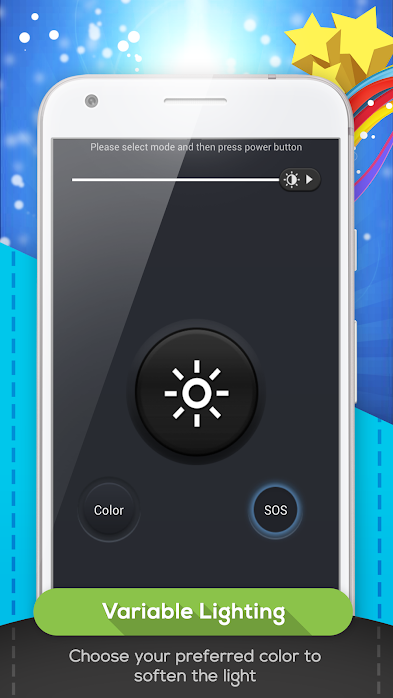 Please select mode and then press power button
Color
SOS
Variable Lighting
Choose your preferred color to
soften the light